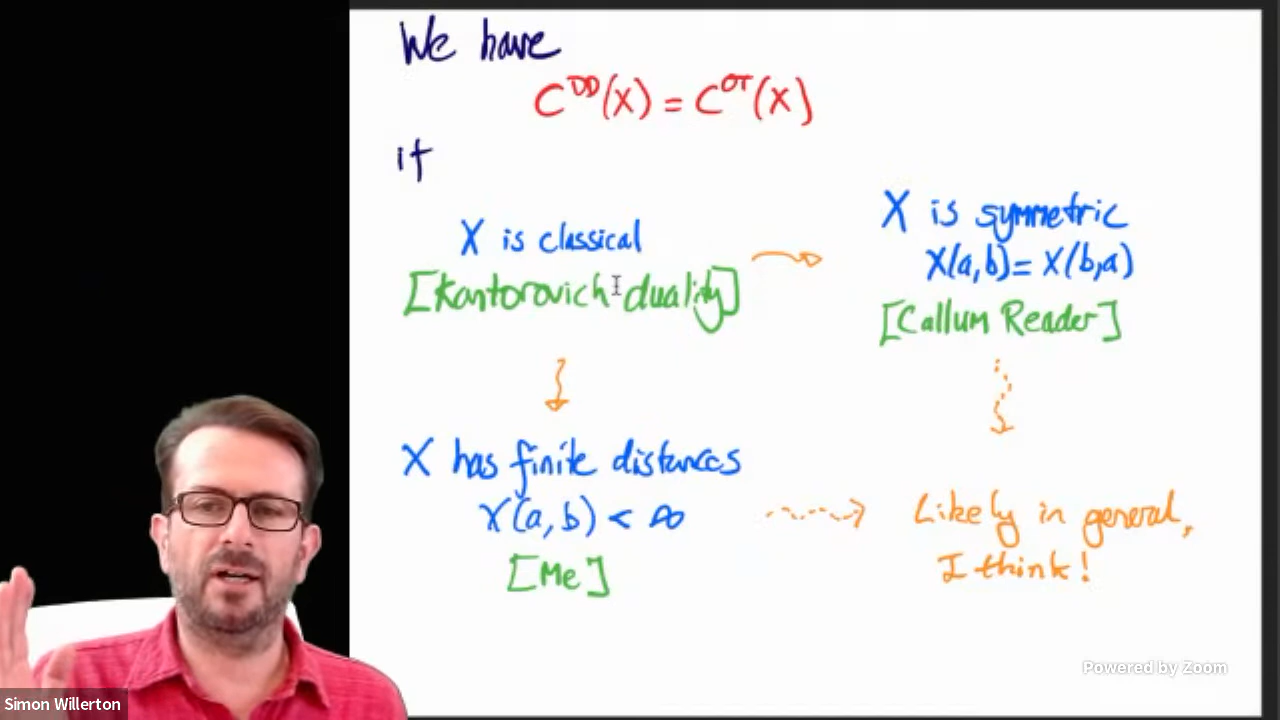 We have
C^DD(X) = C^OT(X)
if
X is classical
[Kantorovich duality]
X is symmetric
X(a,b) = X(b,a)
[Callum Reader]
X has finite distances
X(a,b) < ∞
[Me]
Likely in general,
I think!
Powered by Zoom
Simon Willerton